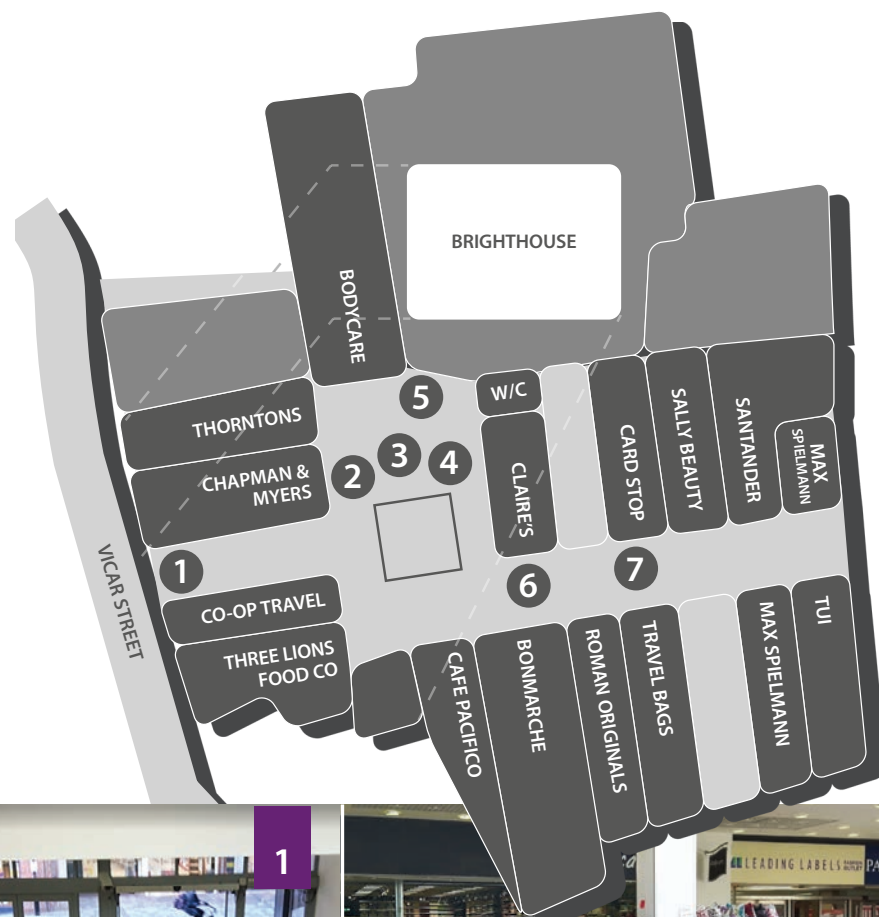 BRIGHTHOUSE
BODYCARE
5
W/C
THORNTONS
3
4
2
CHAPMAN &
MYERS
CLAIRE'S
CARD STOP
SALLY BEAUTY
SANTANDER
MAX
SPIELMANN
1
VICAR STREET
6
7
CO-OP TRAVEL
THREE LIONS
FOOD CO
CAFE PACIFICO
BONMARCHE
ROMAN ORIGINALS
TRAVEL BAGS
MAX SPIELMANN
TUI
1
LEADING LABELS